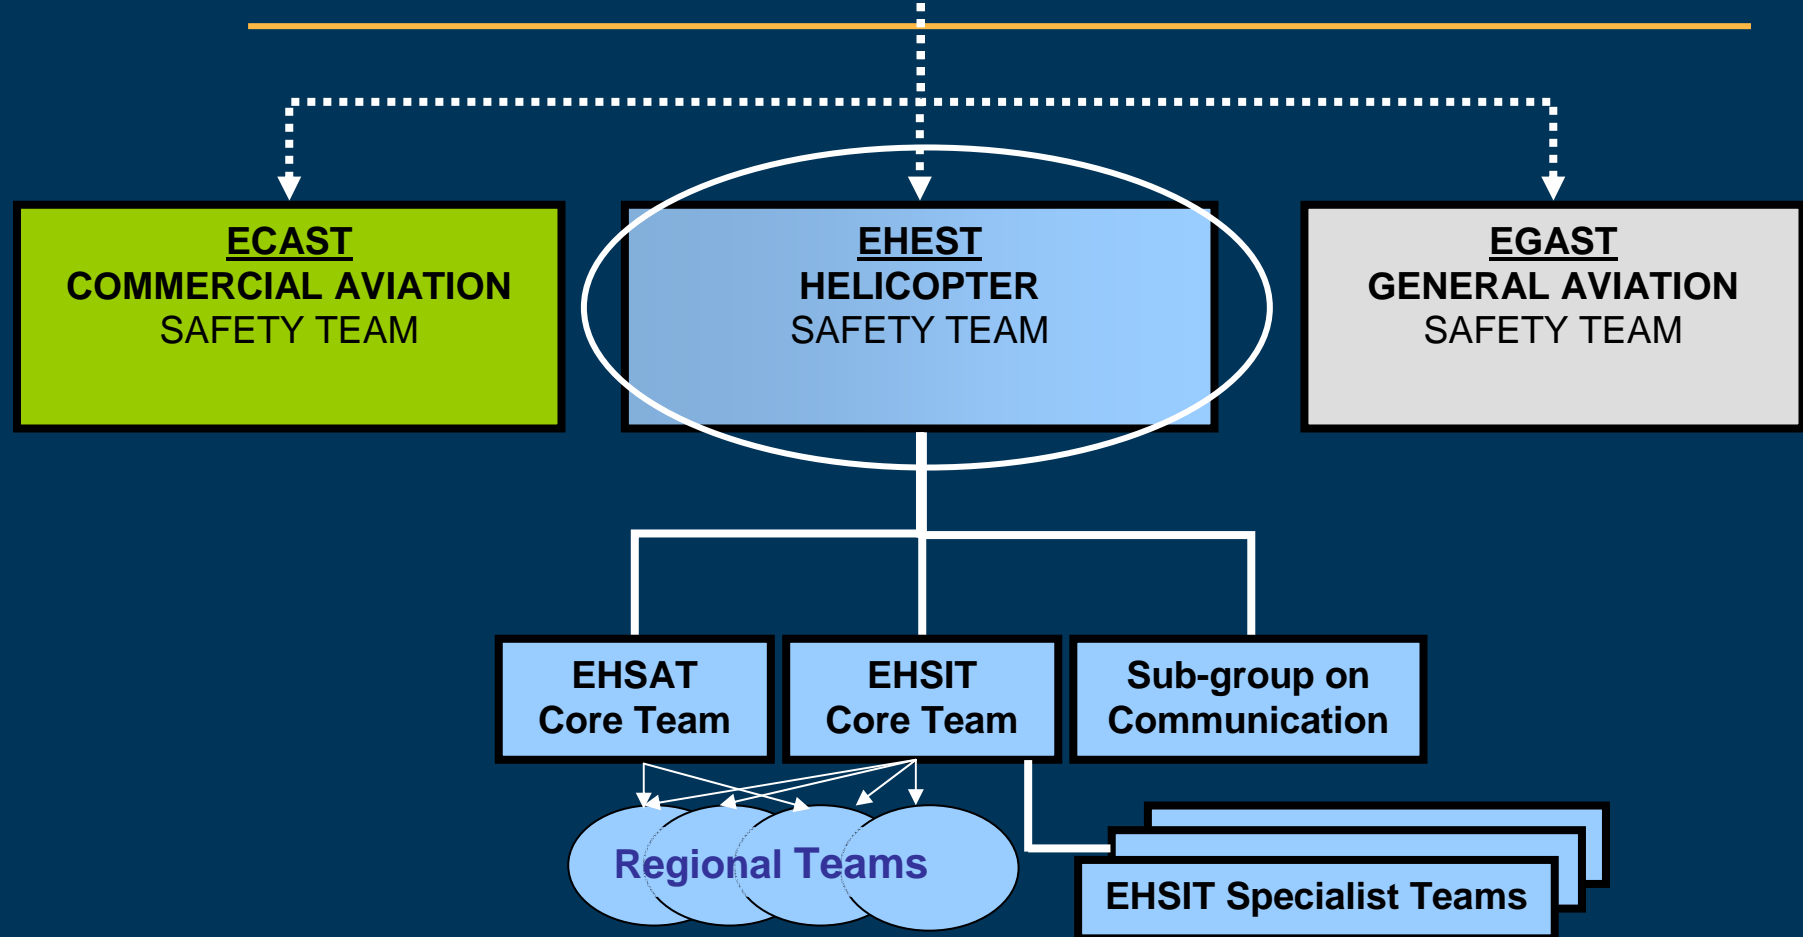 ECAST
COMMERCIAL AVIATION
SAFETY TEAM
EHEST
HELICOPTER
SAFETY TEAM
EGAST
GENERAL AVIATION
SAFETY TEAM
EHSAT
Core Team
EHSIT
Core Team
Sub-group on
Communication
Regional Teams
EHSIT Specialist Teams